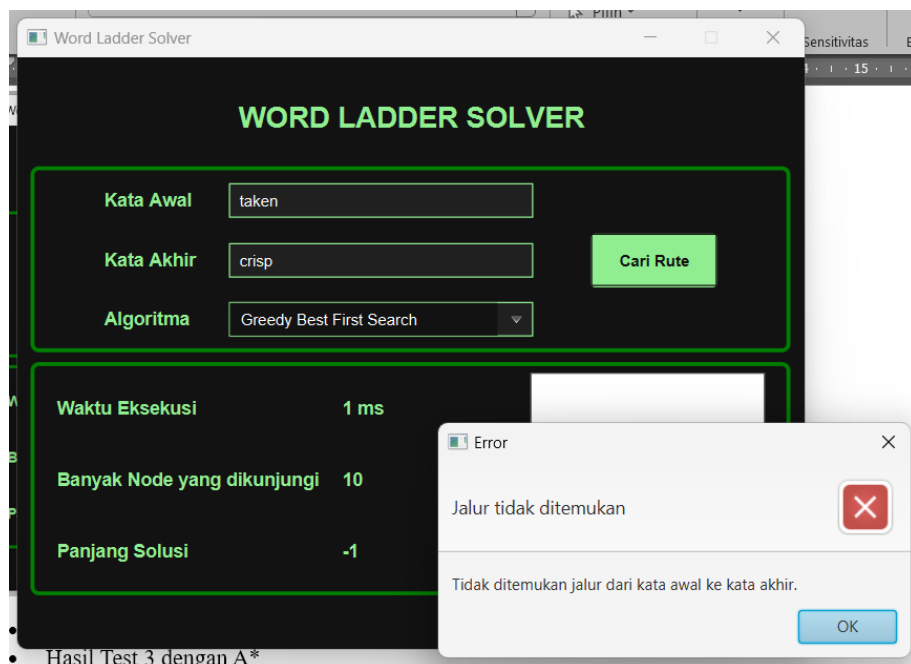 Pilih
Word Ladder Solver
Sensitivitas
15
WORD LADDER SOLVER
Kata Awal
taken
Kata Akhir
crisp
Cari Rute
Algoritma
Greedy Best First Search
Waktu Eksekusi
1 ms
Error
Banyak Node yang dikunjungi
10
Jalur tidak ditemukan
Panjang Solusi
-1
Tidak ditemukan jalur dari kata awal ke kata akhir.
OK
Hasil Test 3 dengan A*